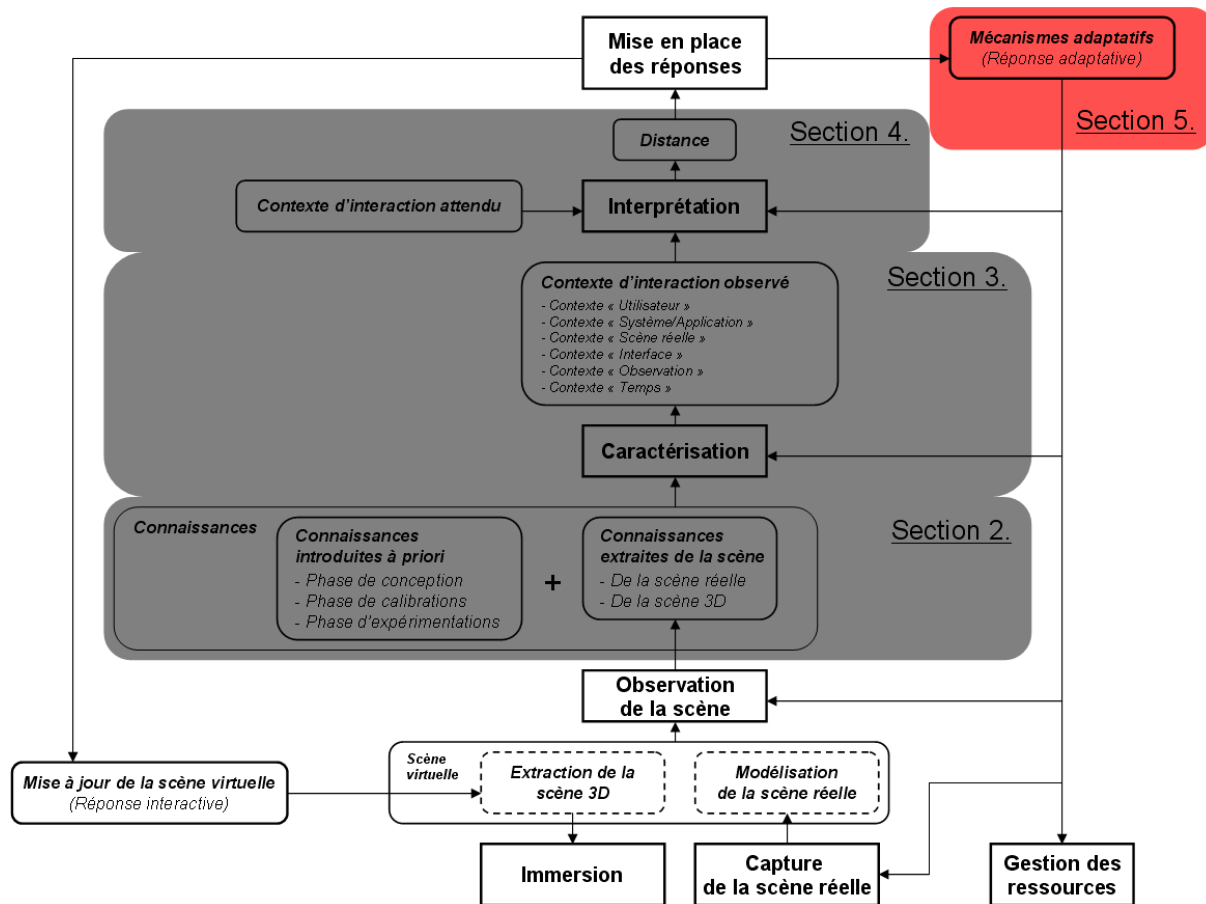 Mise en place
des réponses
Mécanismes adaptatifs
(Réponse adaptative)
Section 5.
Section 4.
Distance
Contexte d'interaction attendu
Interprétation
Section 3.
Contexte d'interaction observé
- Contexte « Utilisateur »
- Contexte « Système/Application »
- Contexte « Scène réelle »
- Contexte « Interface »
- Contexte « Observation »
- Contexte « Temps »
Caractérisation
Section 2.
Connaissances
Connaissances
introduites à priori
- Phase de conception
- Phase de calibrations
- Phase d'expérimentations
+
Connaissances
extraites de la scène
- De la scène réelle
- De la scène 3D
Observation
de la scène
Mise à jour de la scène virtuelle
(Réponse interactive)
Scène
virtuelle
Extraction de la
scène 3D
Modélisation
de la scène réelle
Immersion
Capture
de la scène réelle
Gestion des
ressources